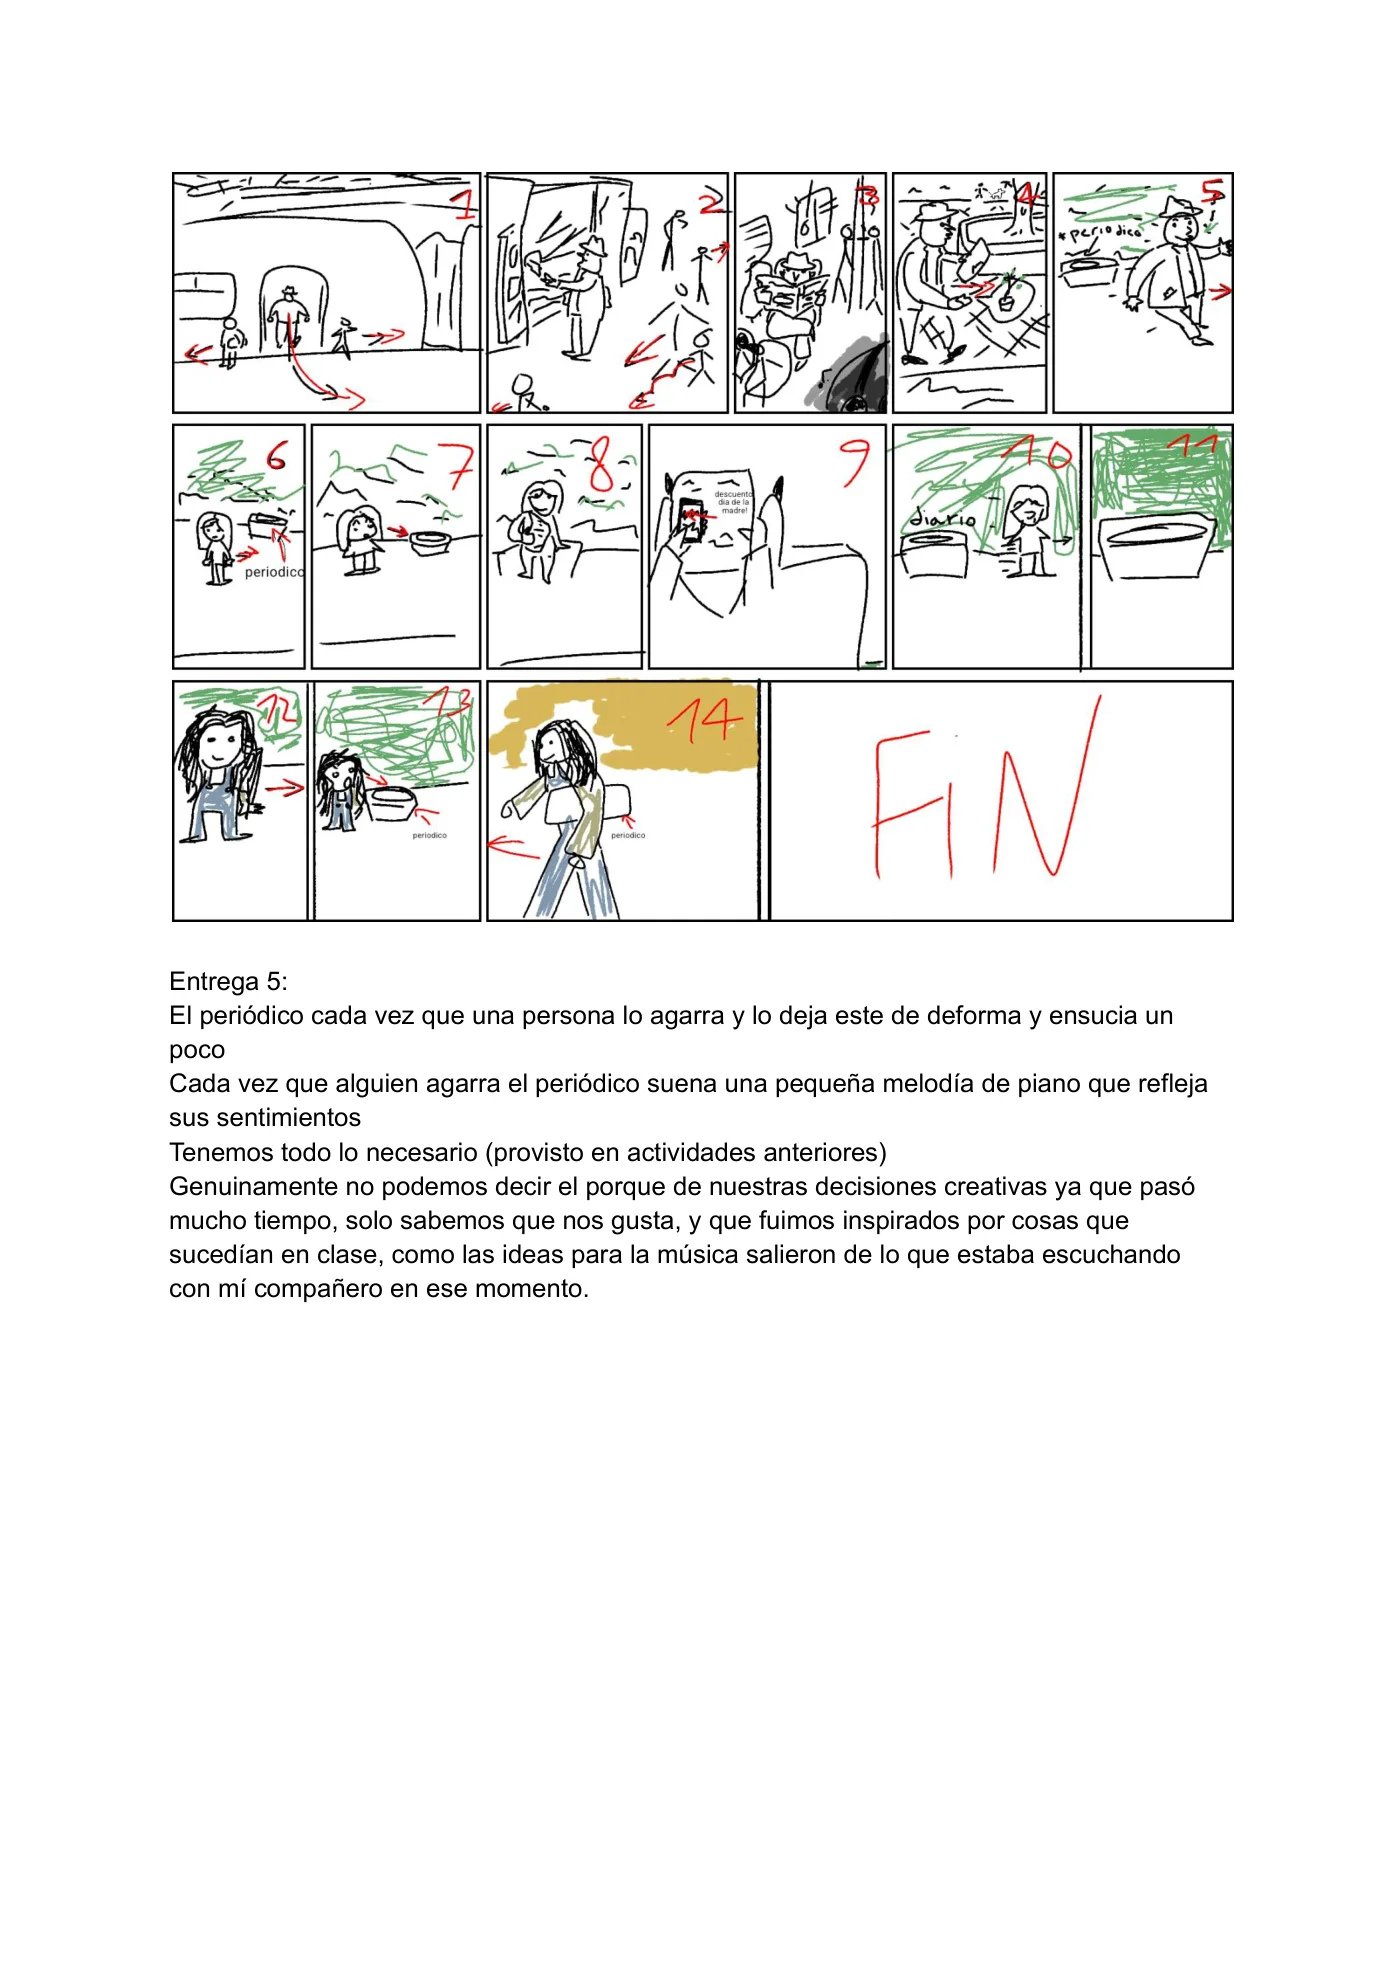 1
2
3
4
5
* periodico
6
periodico
7
8
9
descuento
dia de la
madre!
10
diario
11
12
13
periodico
14
periodico
FiN
Entrega 5:
El periódico cada vez que una persona lo agarra y lo deja este de deforma y ensucia un
poco
Cada vez que alguien agarra el periódico suena una pequeña melodía de piano que refleja
sus sentimientos
Tenemos todo lo necesario (provisto en actividades anteriores)
Genuinamente no podemos decir el porque de nuestras decisiones creativas ya que pasó
mucho tiempo, solo sabemos que nos gusta, y que fuimos inspirados por cosas que
sucedían en clase, como las ideas para la música salieron de lo que estaba escuchando
con mí compañero en ese momento.